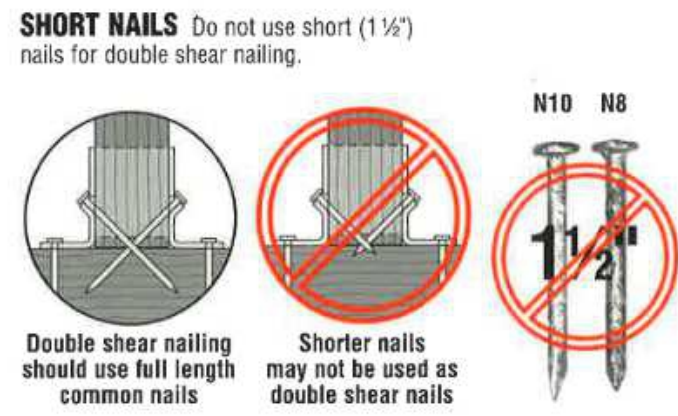 SHORT NAILS Do not use short (1 ½")
nails for double shear nailing.
N10 N8
1½"
Double shear nailing
should use full length
common nails
Shorter nails
may not be used as
double shear nails